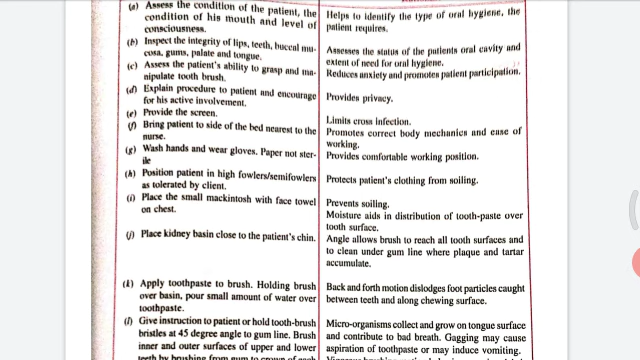 (a) Assess the condition of the patient, the
condition of his mouth and level of
consciousness.
(b) Inspect the integrity of lips, teeth, buccal mu-
cosa, gums, palate and tongue.
(c) Assess the patient's ability to grasp and ma-
nipulate tooth brush.
(d) Explain procedure to patient and encourage
for his active involvement.
(e) Provide the screen.
(f) Bring patient to side of the bed nearest to the
nurse.
(g) Wash hands and wear gloves. Paper not ster-
ile
(h) Position patient in high fowlers/semifowlers
as tolerated by client.
(i) Place the small mackintosh with face towel
on chest.
(j) Place kidney basin close to the patient's chin.
(k) Apply toothpaste to brush. Holding brush
over basin, pour small amount of water over
toothpaste.
(l) Give instruction to patient or hold tooth-brush
bristles at 45 degree angle to gum line. Brush
inner and outer surfaces of upper and lower
teeth by brushing from gum to crown of each
Helps to identify the type of oral hygiene, the
patient requires.
Assesses the status of the patients oral cavity and
extent of need for oral hygiene.
Reduces anxiety and promotes patient participation.
Provides privacy.
Limits cross infection.
Promotes correct body mechanics and ease of
working.
Provides comfortable working position.
Protects patient's clothing from soiling.
Prevents soiling.
Moisture aids in distribution of tooth-paste over
tooth surface.
Angle allows brush to reach all tooth surfaces and
to clean under gum line where plaque and tartar
accumulate.
Back and forth motion dislodges foot particles caught
between teeth and along chewing surface.
Micro-organisms collect and grow on tongue surface
and contribute to bad breath. Gagging may cause
aspiration of toothpaste or may induce vomiting.